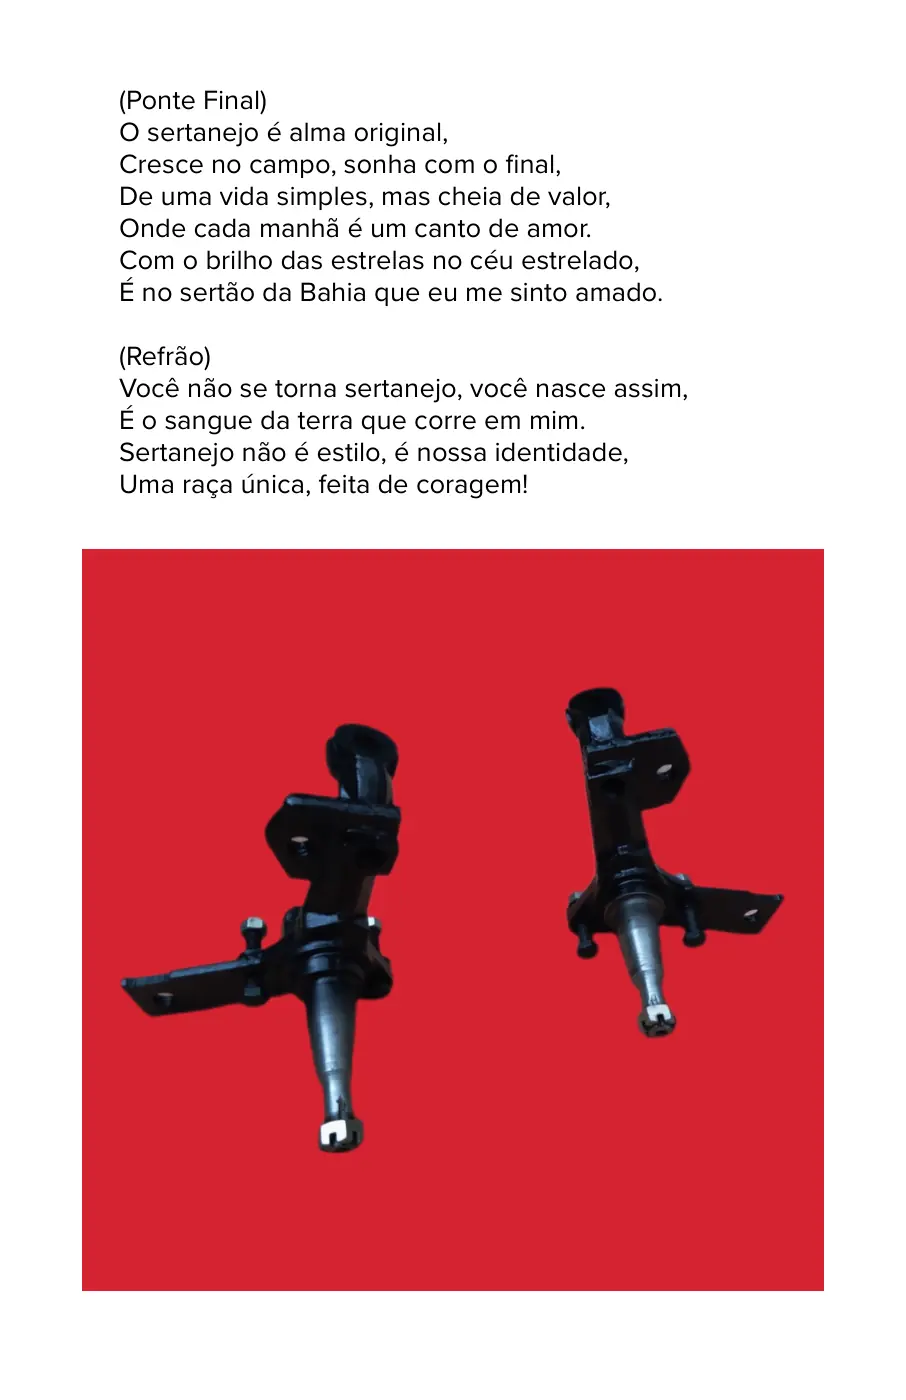 (Ponte Final)
O sertanejo é alma original,
Cresce no campo, sonha com o final,
De uma vida simples, mas cheia de valor,
Onde cada manhã é um canto de amor.
Com o brilho das estrelas no céu estrelado,
É no sertão da Bahia que eu me sinto amado.
(Refrão)
Você não se torna sertanejo, você nasce assim,
É o sangue da terra que corre em mim.
Sertanejo não é estilo, é nossa identidade,
Uma raça única, feita de coragem!